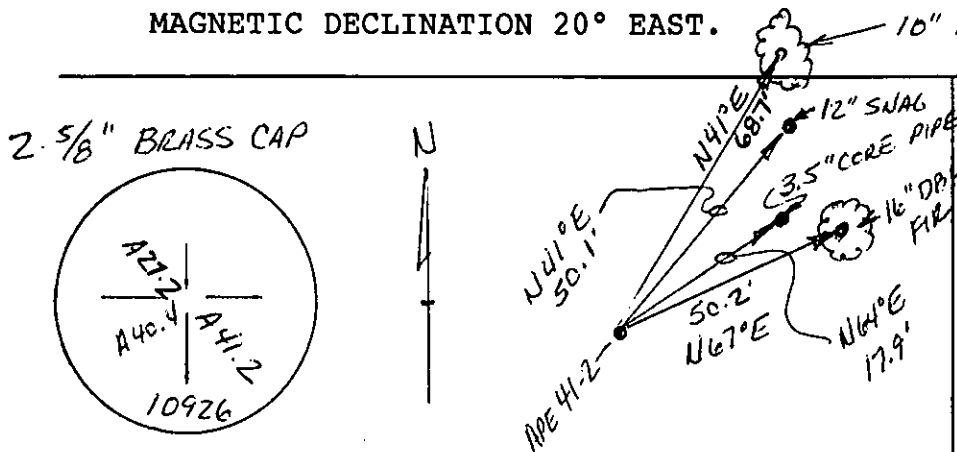 MAGNETIC DECLINATION 20° EAST.
10"
2 5/8" BRASS CAP
N
A27.2
A40.4
A41.2
10926
N41°E
68.7'
12" SNAG
3.5" CORE PIPE
16" DBH
FIR
N41°E
50.1'
50.2'
N67°E
N64°E
17.9'
APE 41-2